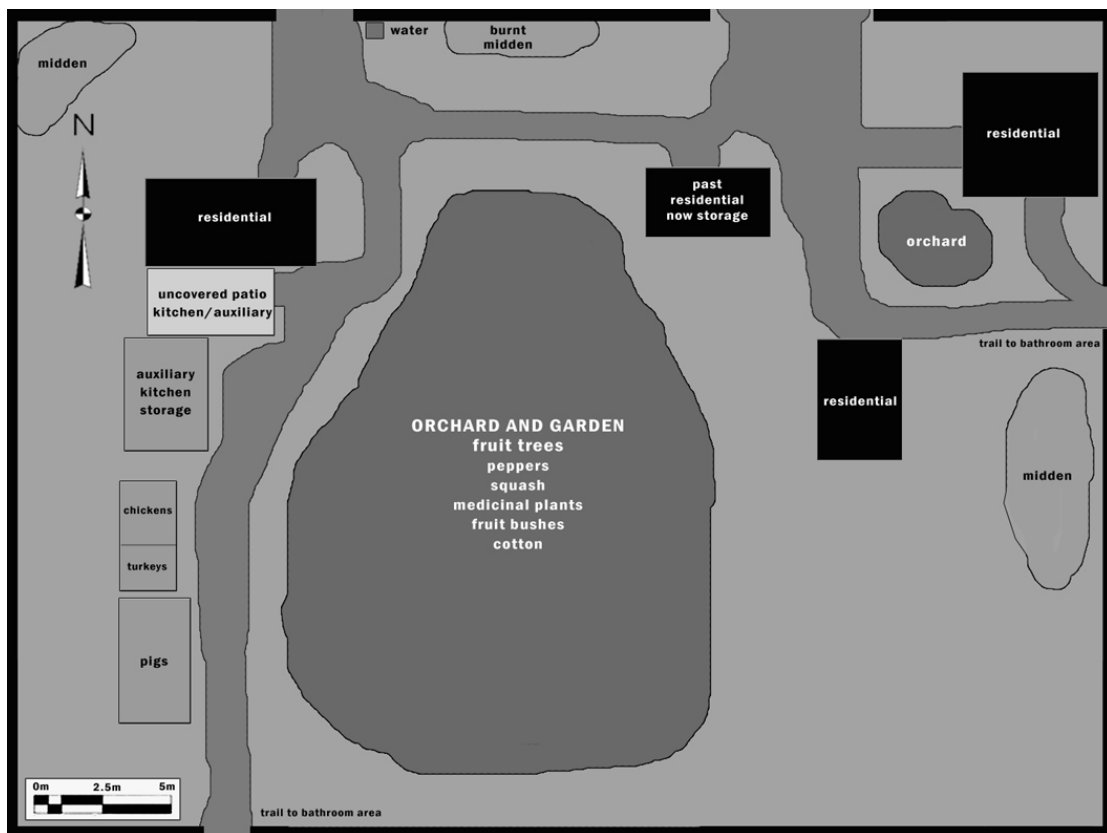 water
burnt
midden
midden
N
residential
past
residential
now storage
residential
orchard
uncovered patio
kitchen/auxiliary
trail to bathroom area
auxiliary
kitchen
storage
residential
ORCHARD AND GARDEN
fruit trees
peppers
squash
medicinal plants
fruit bushes
cotton
midden
chickens
turkeys
pigs
0m 2.5m 5m
trail to bathroom area